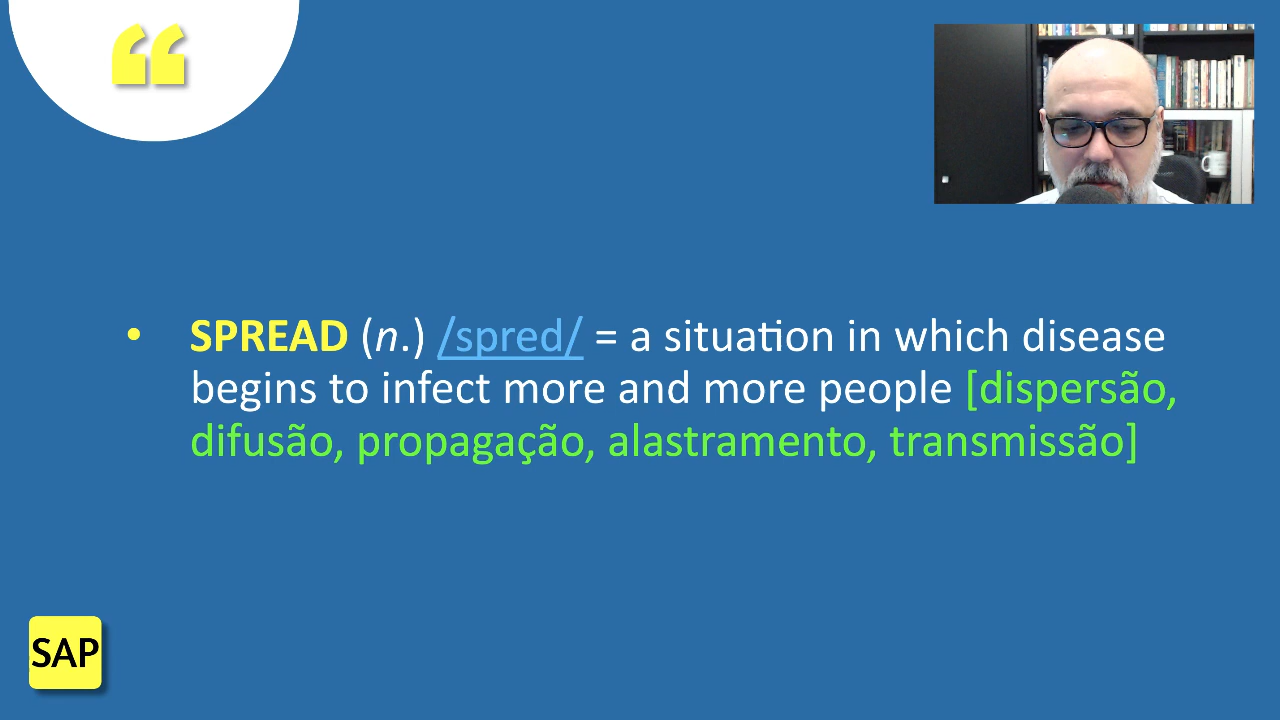 “
• SPREAD (n.) /spred/ = a situation in which disease
begins to infect more and more people [dispersão,
difusão, propagação, alastramento, transmissão]
SAP